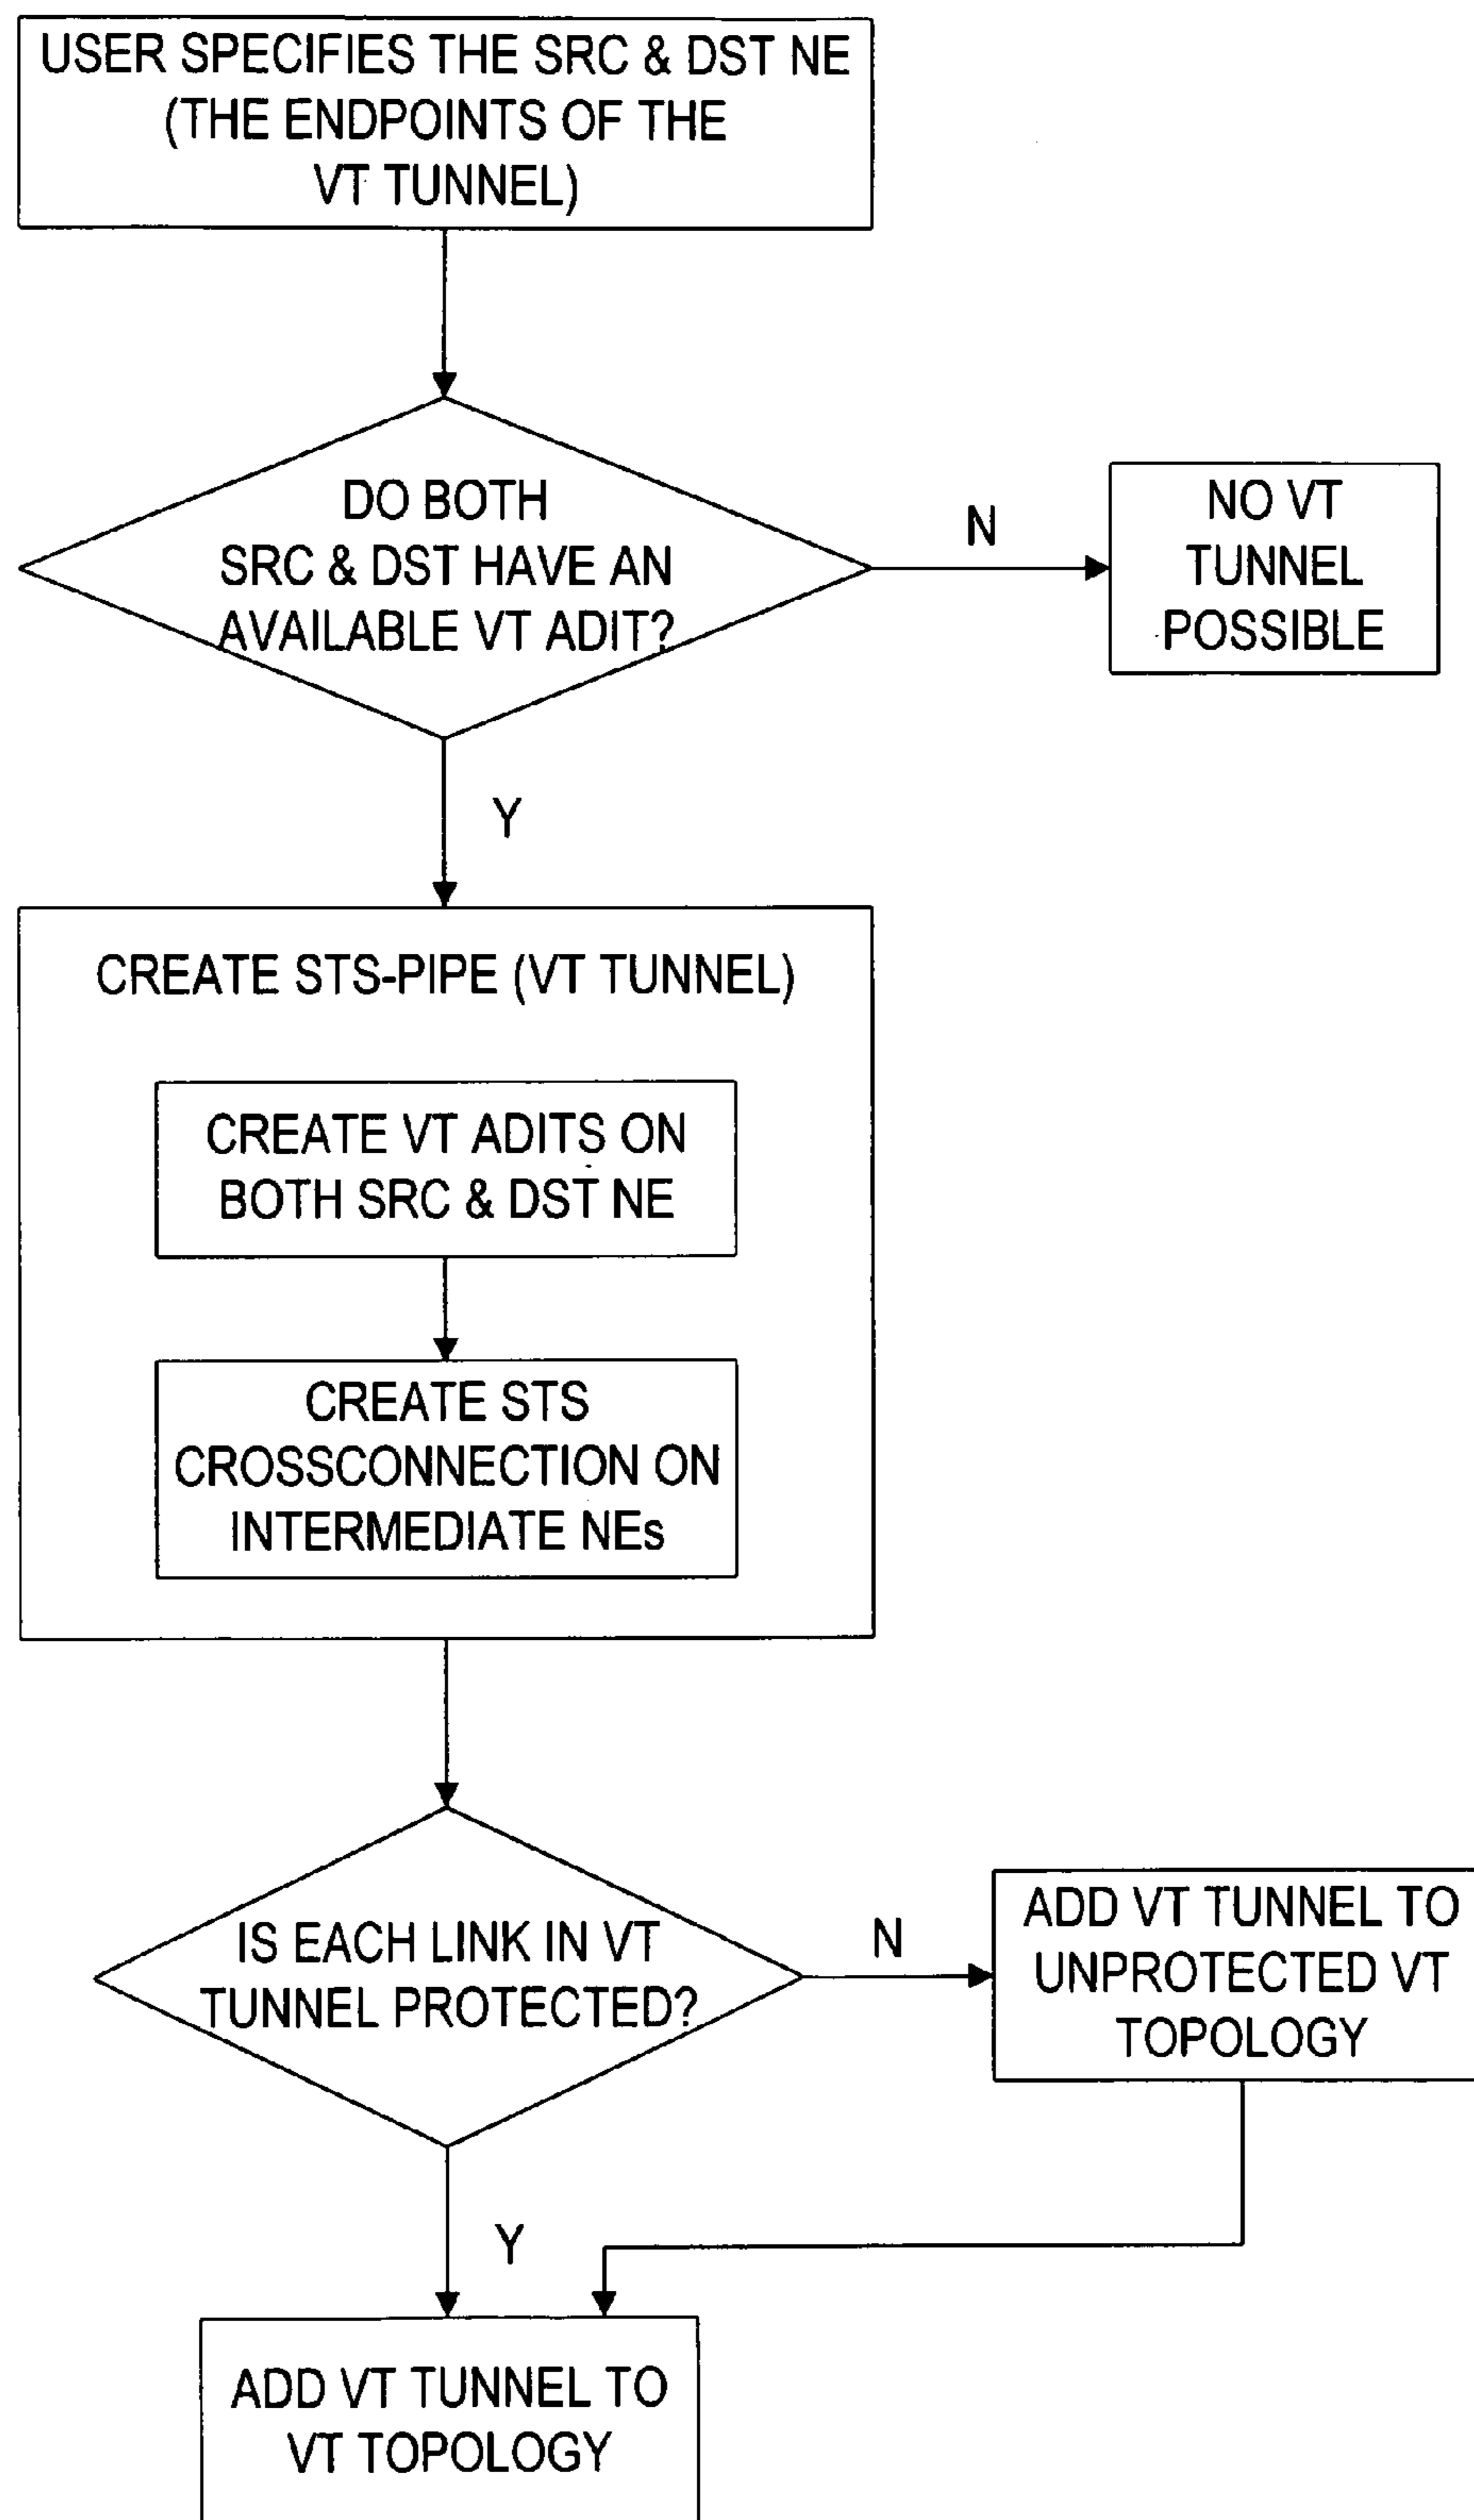 USER SPECIFIES THE SRC & DST NE
(THE ENDPOINTS OF THE
VT TUNNEL)
DO BOTH
SRC & DST HAVE AN
AVAILABLE VT ADIT?
N
NO VT
TUNNEL
POSSIBLE
Y
CREATE STS-PIPE (VT TUNNEL)
CREATE VT ADITS ON
BOTH SRC & DST NE
CREATE STS
CROSSCONNECTION ON
INTERMEDIATE NEs
IS EACH LINK IN VT
TUNNEL PROTECTED?
N
ADD VT TUNNEL TO
UNPROTECTED VT
TOPOLOGY
Y
ADD VT TUNNEL TO
VT TOPOLOGY